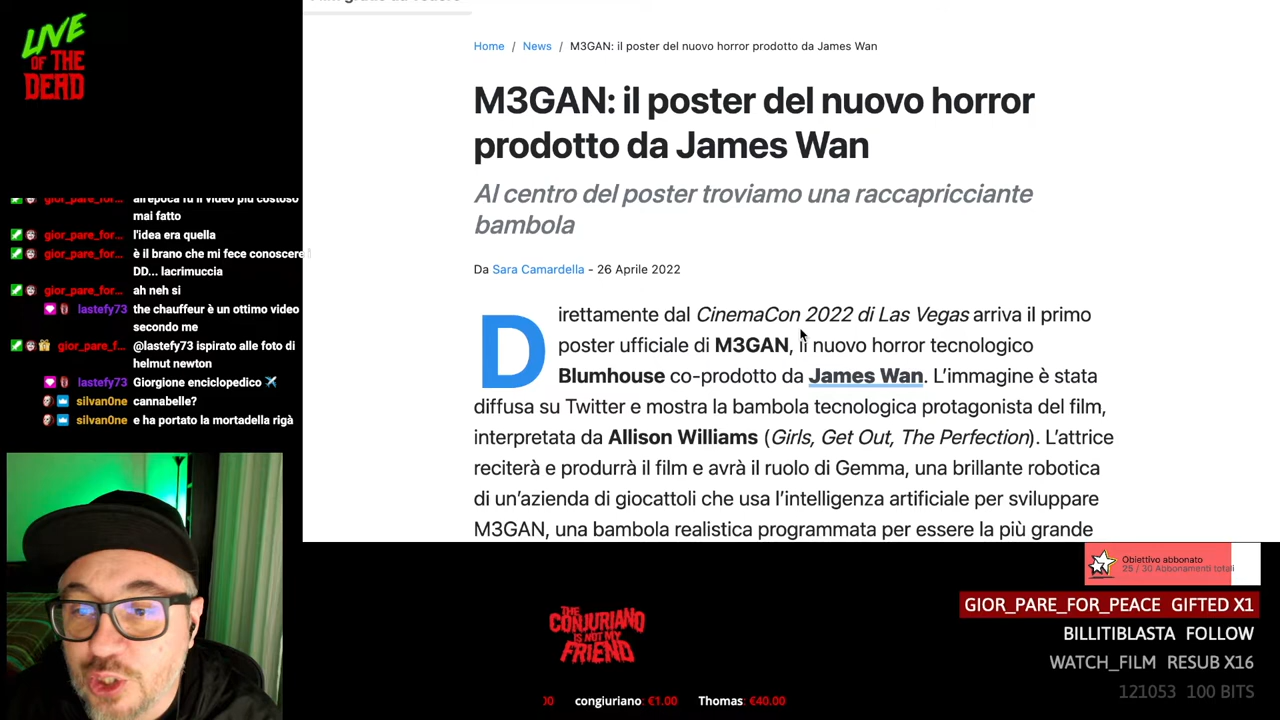 LIVE
OF THE
DEAD
Home / News / M3GAN: il poster del nuovo horror prodotto da James Wan
M3GAN: il poster del nuovo horror
prodotto da James Wan
Al centro del poster troviamo una raccapricciante
bambola
Da Sara Camardella - 26 Aprile 2022
Direttamente dal CinemaCon 2022 di Las Vegas arriva il primo
poster ufficiale di M3GAN, il nuovo horror tecnologico
Blumhouse co-prodotto da James Wan. L’immagine è stata
diffusa su Twitter e mostra la bambola tecnologica protagonista del film,
interpretata da Allison Williams (Girls, Get Out, The Perfection). L’attrice
reciterà e produrrà il film e avrà il ruolo di Gemma, una brillante robotica
di un’azienda di giocattoli che usa l’intelligenza artificiale per sviluppare
M3GAN, una bambola realistica programmata per essere la più grande
gior_pare_for... all'epoca fu il video più costoso
mai fatto
gior_pare_for... l'idea era quella
gior_pare_for... è il brano che mi fece conoscere i
DD... lacrimuccia
gior_pare_for... ah neh si
lastefy73 the chauffeur è un ottimo video
secondo me
gior_pare_f... @lastefy73 ispirato alle foto di
helmut newton
lastefy73 Giorgione enciclopedico ✈️
silvan0ne cannabelle?
silvan0ne e ha portato la mortadella rigà
Obiettivo abbonato
25 / 30 Abbonamenti totali
GIOR_PARE_FOR_PEACE GIFTED X1
BILLITIBLASTA FOLLOW
WATCH_FILM RESUB X16
121053 100 BITS
THE
CONJURIANO
IS NOT MY
FRIEND
00 congiuriano: €1.00 Thomas: €40.00